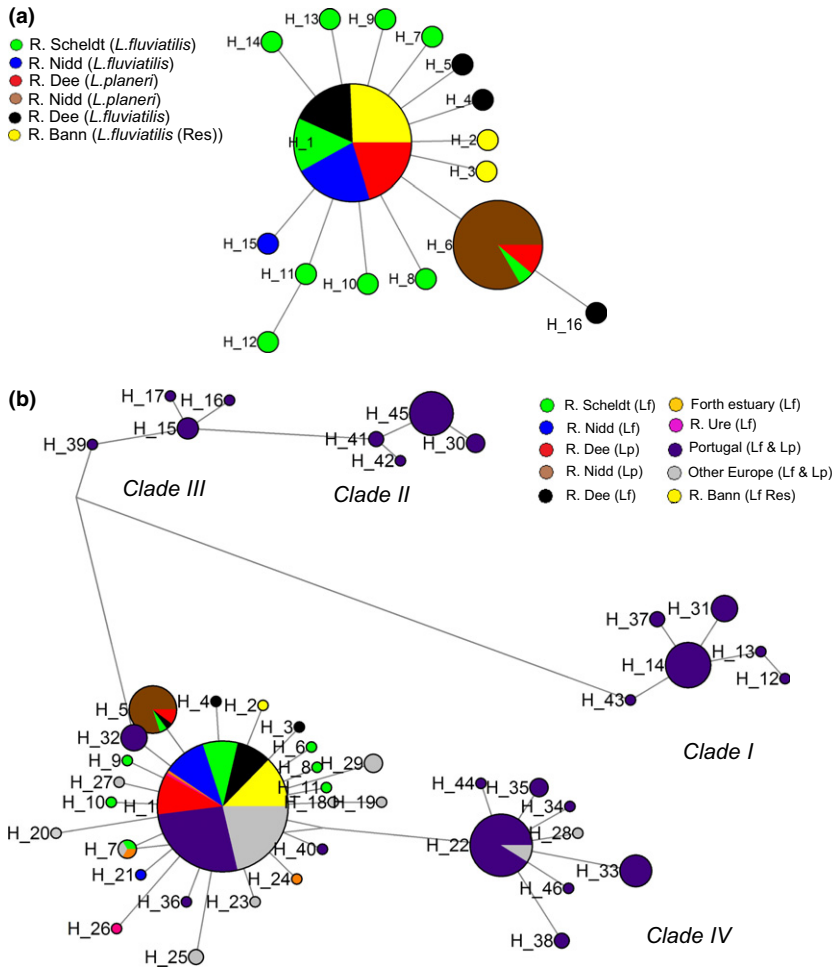 (a)
R. Scheldt (L.fluviatilis)
R. Nidd (L.fluviatilis)
R. Dee (L.planeri)
R. Nidd (L.planeri)
R. Dee (L.fluviatilis)
R. Bann (L.fluviatilis (Res))
H_13
H_9
H_7
H_14
H_5
H_4
H_1
H_2
H_3
H_6
H_15
H_11
H_10
H_8
H_16
H_12
(b)
H_17
H_16
H_15
H_39
H_45
H_41
H_30
H_42
Clade III
Clade II
R. Scheldt (Lf)
R. Nidd (Lf)
R. Dee (Lp)
R. Nidd (Lp)
R. Dee (Lf)
Forth estuary (Lf)
R. Ure (Lf)
Portugal (Lf & Lp)
Other Europe (Lf & Lp)
R. Bann (Lf Res)
H_31
H_37
H_13
H_14
H_12
H_43
Clade I
H_5
H_4
H_2
H_32
H_3
H_6
H_9
H_8
H_29
H_27
H_11
H_10
H_1
H_18
H_19
H_20
H_7
H_40
H_21
H_24
H_36
H_23
H_26
H_25
H_44
H_35
H_34
H_22
H_28
H_33
H_46
H_38
Clade IV